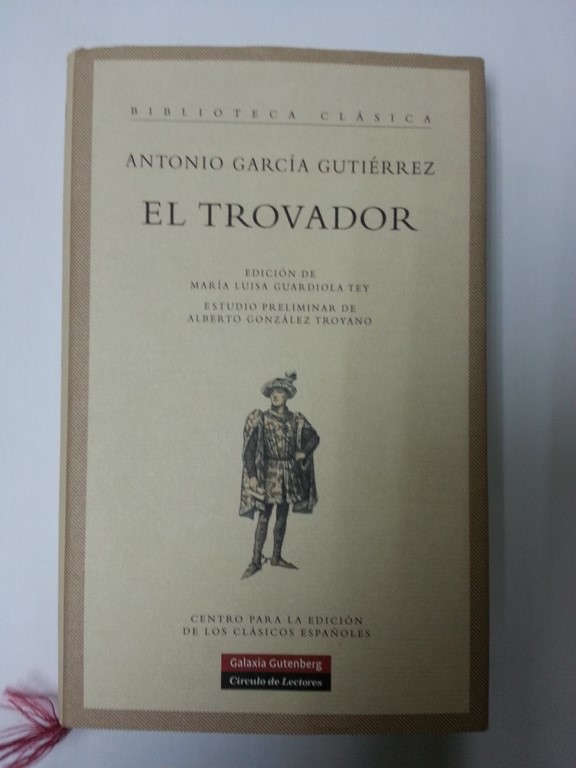 BIBLIOTECA CLÁSICA
ANTONIO GARCÍA GUTIÉRREZ
EL TROVADOR
EDICIÓN DE
MARÍA LUISA GUARDIOLA TEY
ESTUDIO PRELIMINAR DE
ALBERTO GONZÁLEZ TROYANO
CENTRO PARA LA EDICIÓN
DE LOS CLÁSICOS ESPAÑOLES
Galaxia Gutenberg
Círculo de Lectores